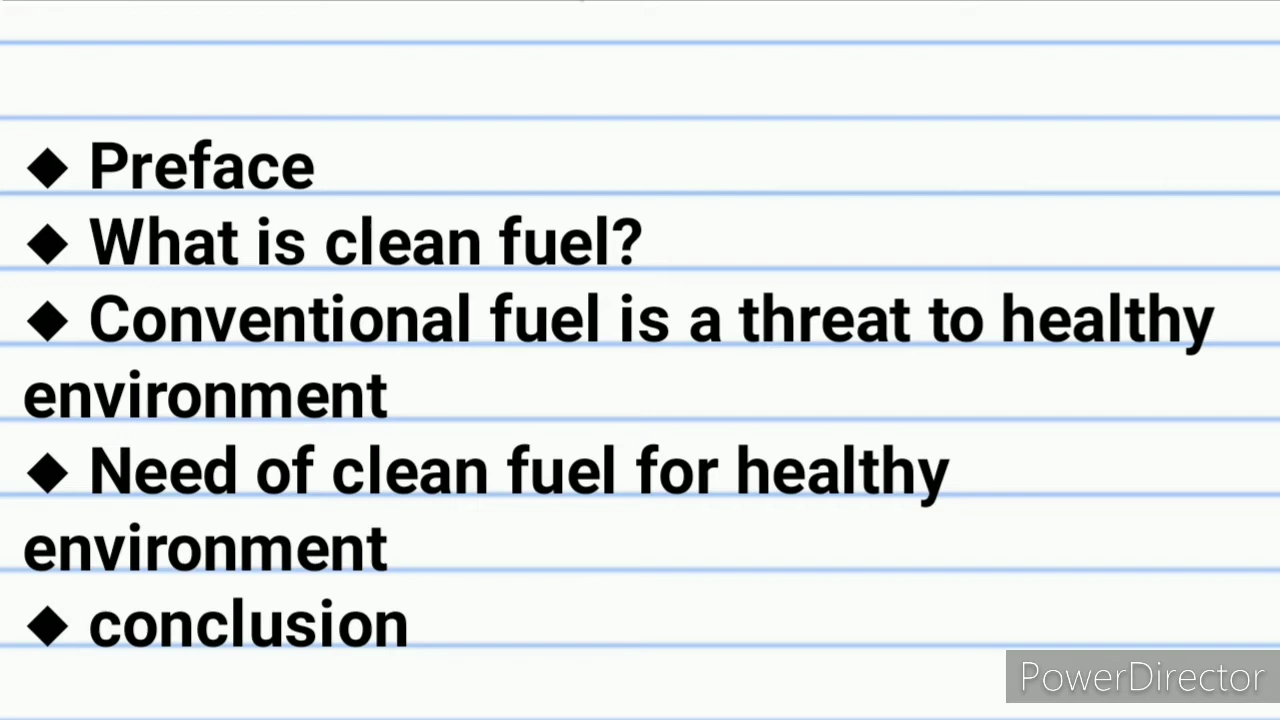 ◆ Preface
◆ What is clean fuel?
◆ Conventional fuel is a threat to healthy
environment
◆ Need of clean fuel for healthy
environment
◆ conclusion
PowerDirector